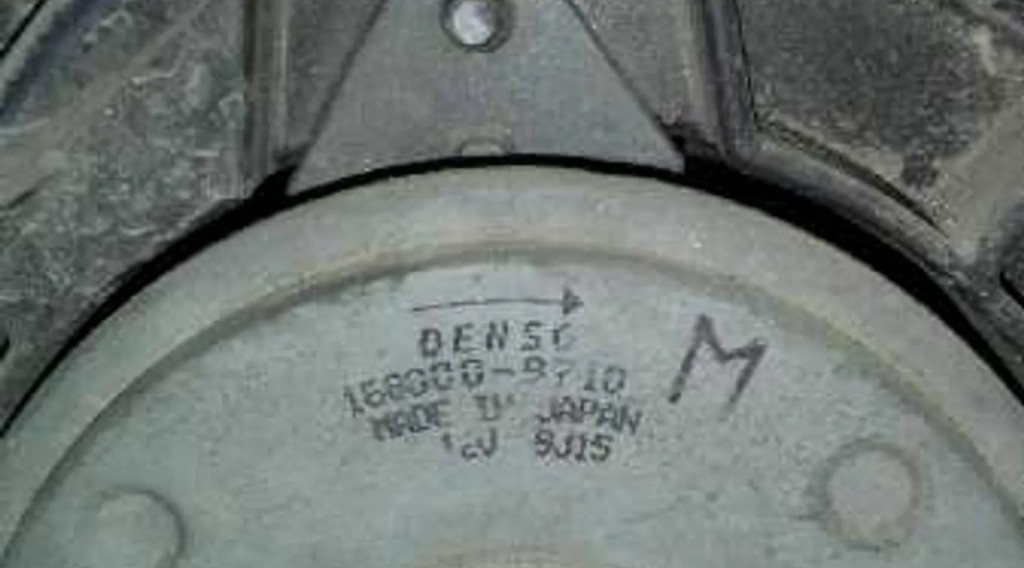 DENSO
M
168000-9710
MADE IN JAPAN
12V 9J15